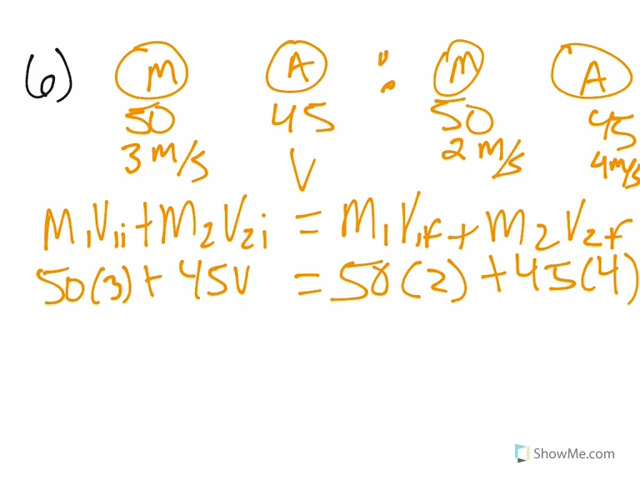 (6) M A : M A
50 45 50 45
3 m/s V 2 m/s 4m/s
M₁V₁i + m₂V₂i = m₁V₁f + m₂V₂f
50(3) + 45V = 50(2) + 45(4)
ShowMe.com